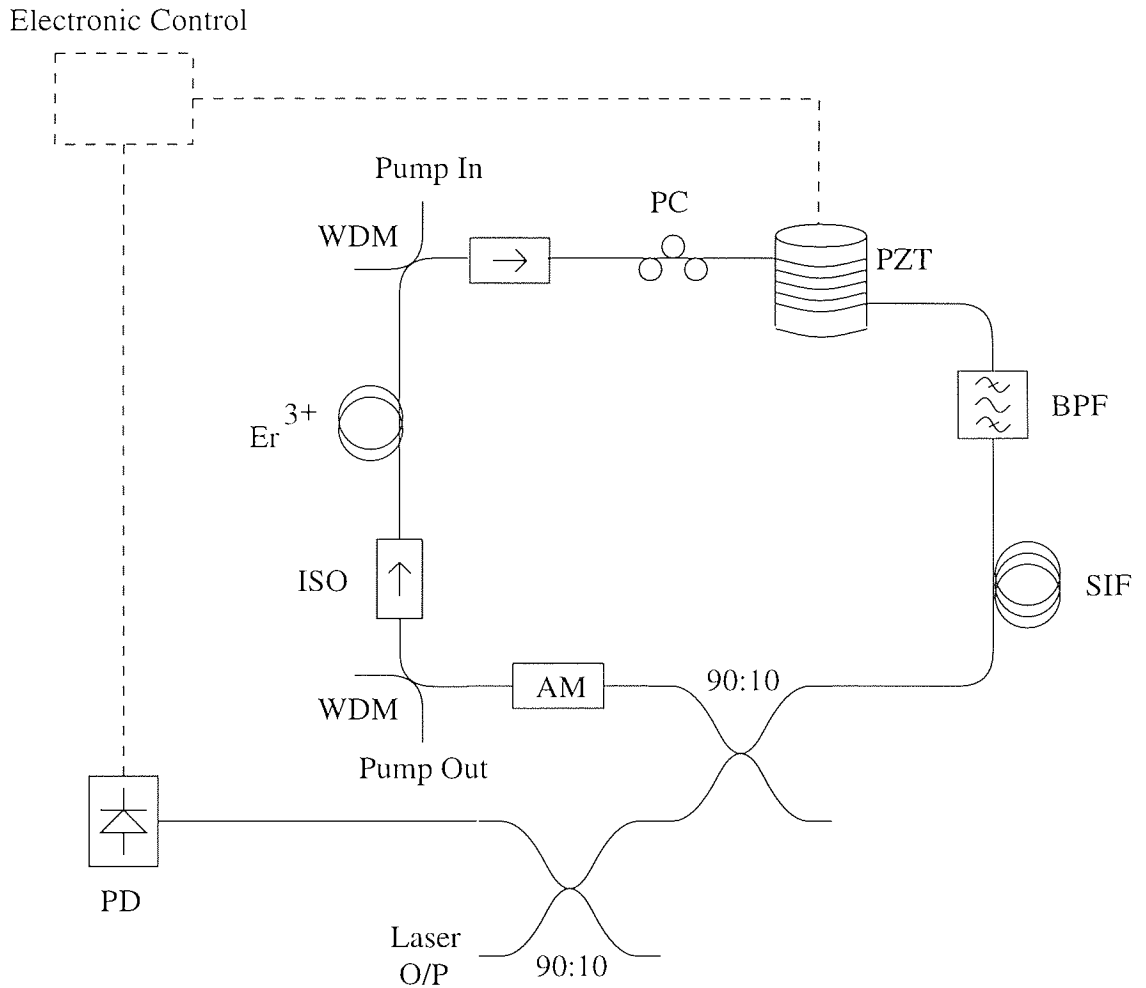 Electronic Control
Pump In
WDM
PC
PZT
BPF
Er 3+
ISO
SIF
AM
90:10
WDM
Pump Out
PD
Laser
O/P
90:10